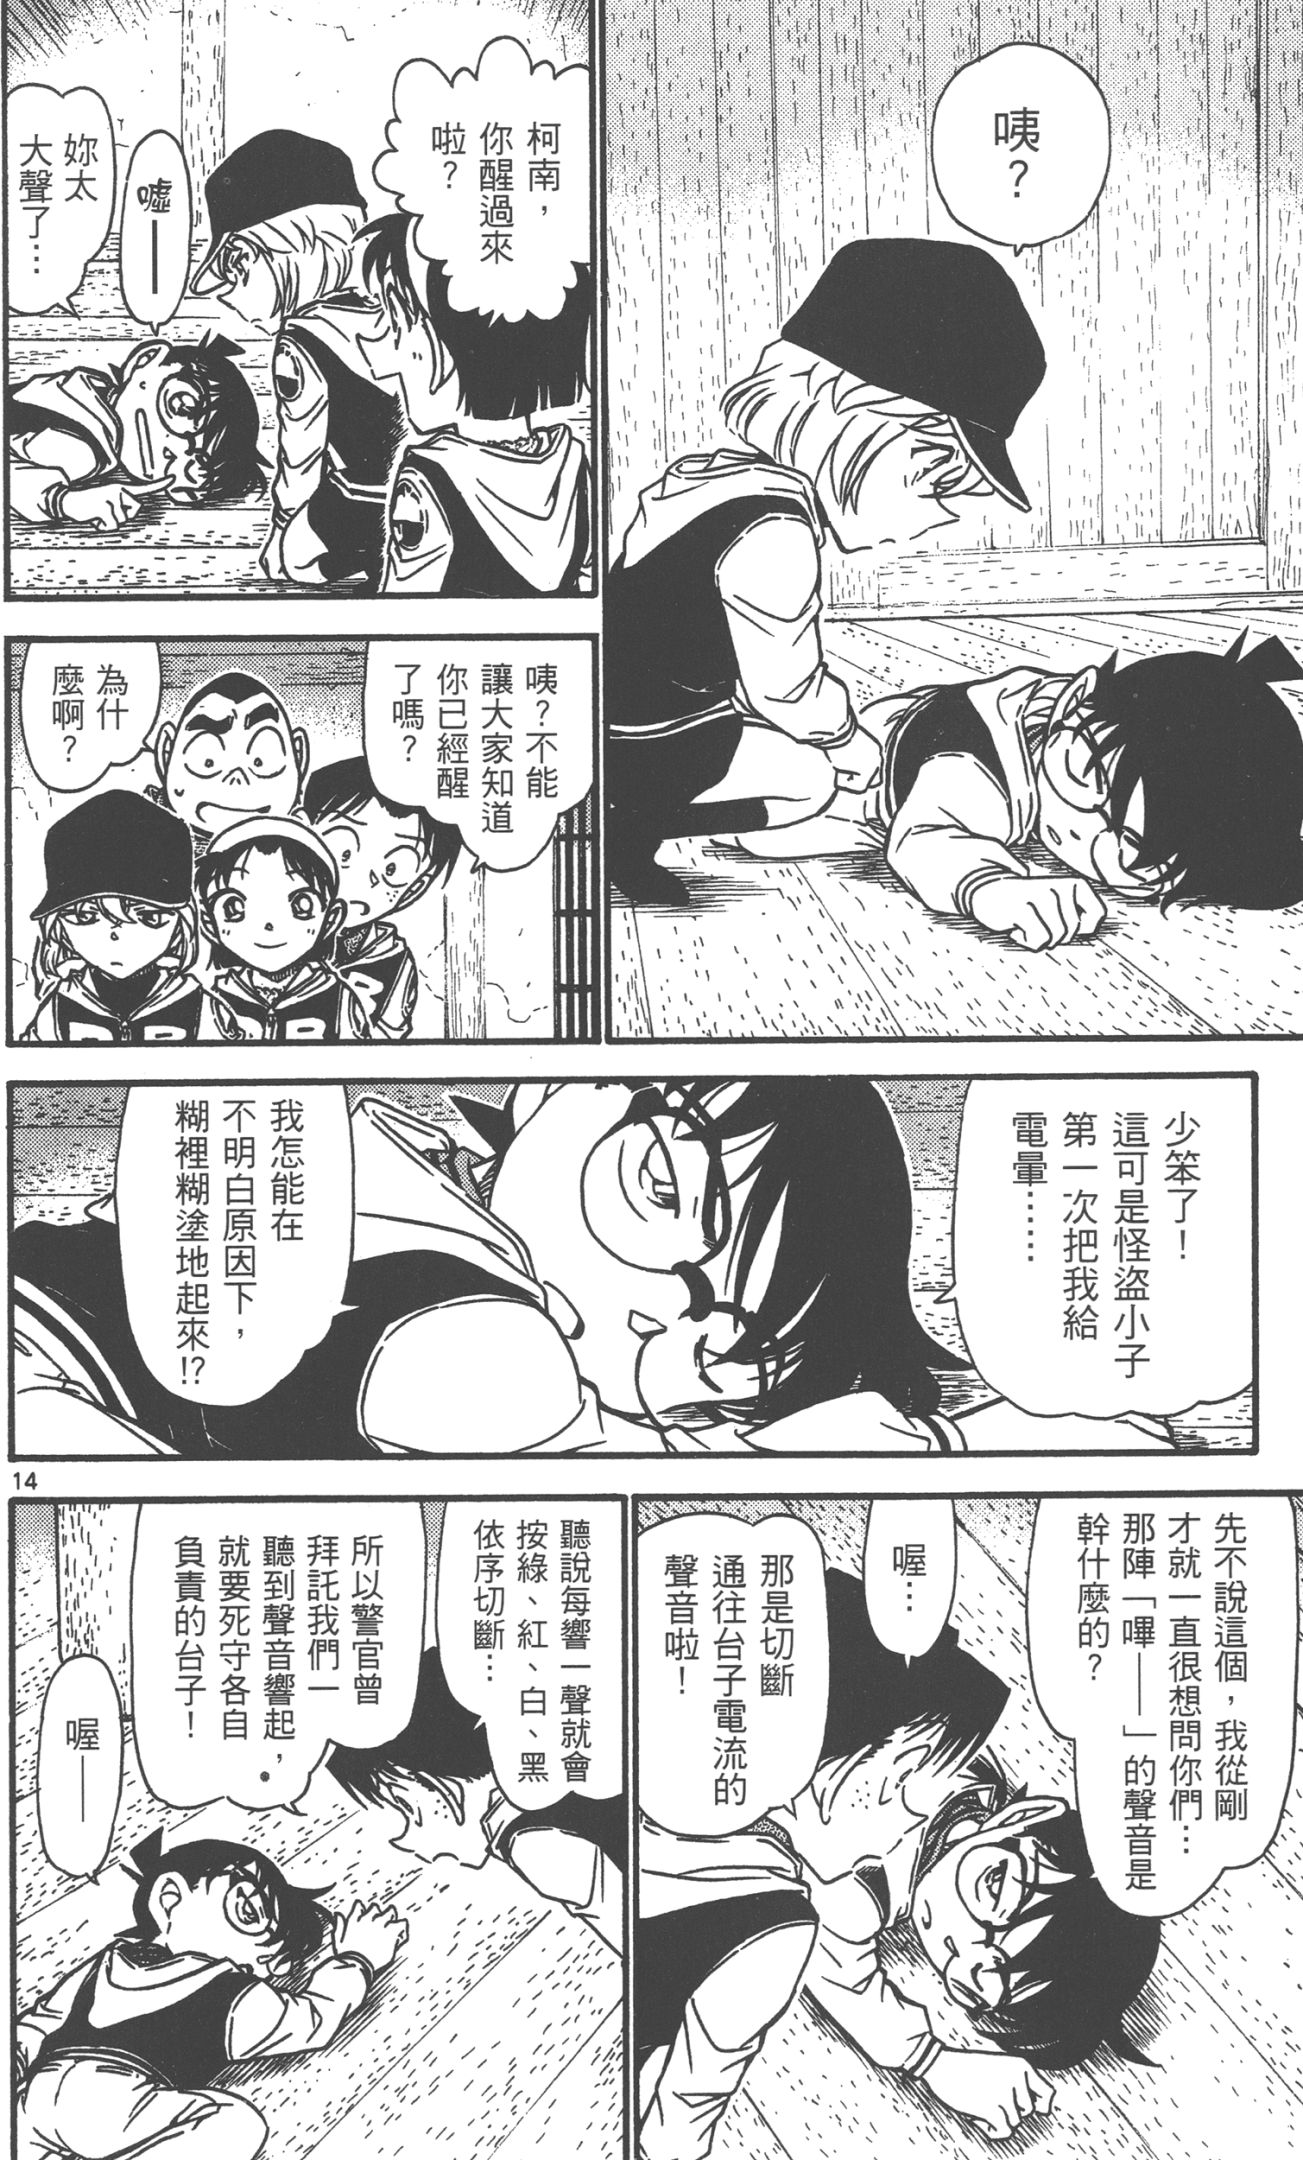 咦？
柯南，
你醒過來
啦？
噓——
妳太
大聲了…
咦？不能
讓大家知道
你已經醒
了嗎？
為什
麼啊？
少笨了！
這可是怪盜小子
第一次把我給
電暈……
我怎能在
不明白原因下，
糊裡糊塗地起來!?
14
先不說這個，我從剛
才就一直很想問你們…
那陣「嗶——」的聲音是
幹什麼的？
喔…
那是切斷
通往台子電流的
聲音啦！
聽說每響一聲就會
按綠、紅、白、黑
依序切斷…
所以警官曾
拜託我們一
聽到聲音響起，
就要死守各自
負責的台子！
喔——